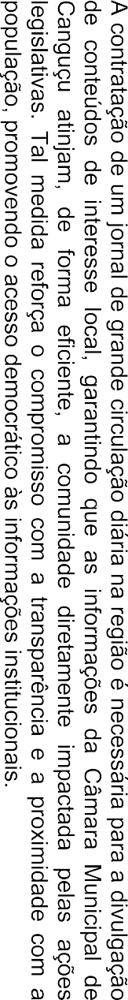 A contratação de um jornal de grande circulação diária na região é necessária para a divulgação
de conteúdos de interesse local, garantindo que as informações da Câmara Municipal de
Canguçu atinjam, de forma eficiente, a comunidade diretamente impactada pelas ações
legislativas. Tal medida reforça o compromisso com a transparência e a proximidade com a
população, promovendo o acesso democrático às informações institucionais.